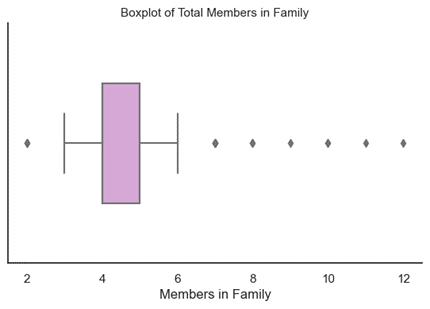 Boxplot of Total Members in Family
2 4 6 8 10 12
Members in Family